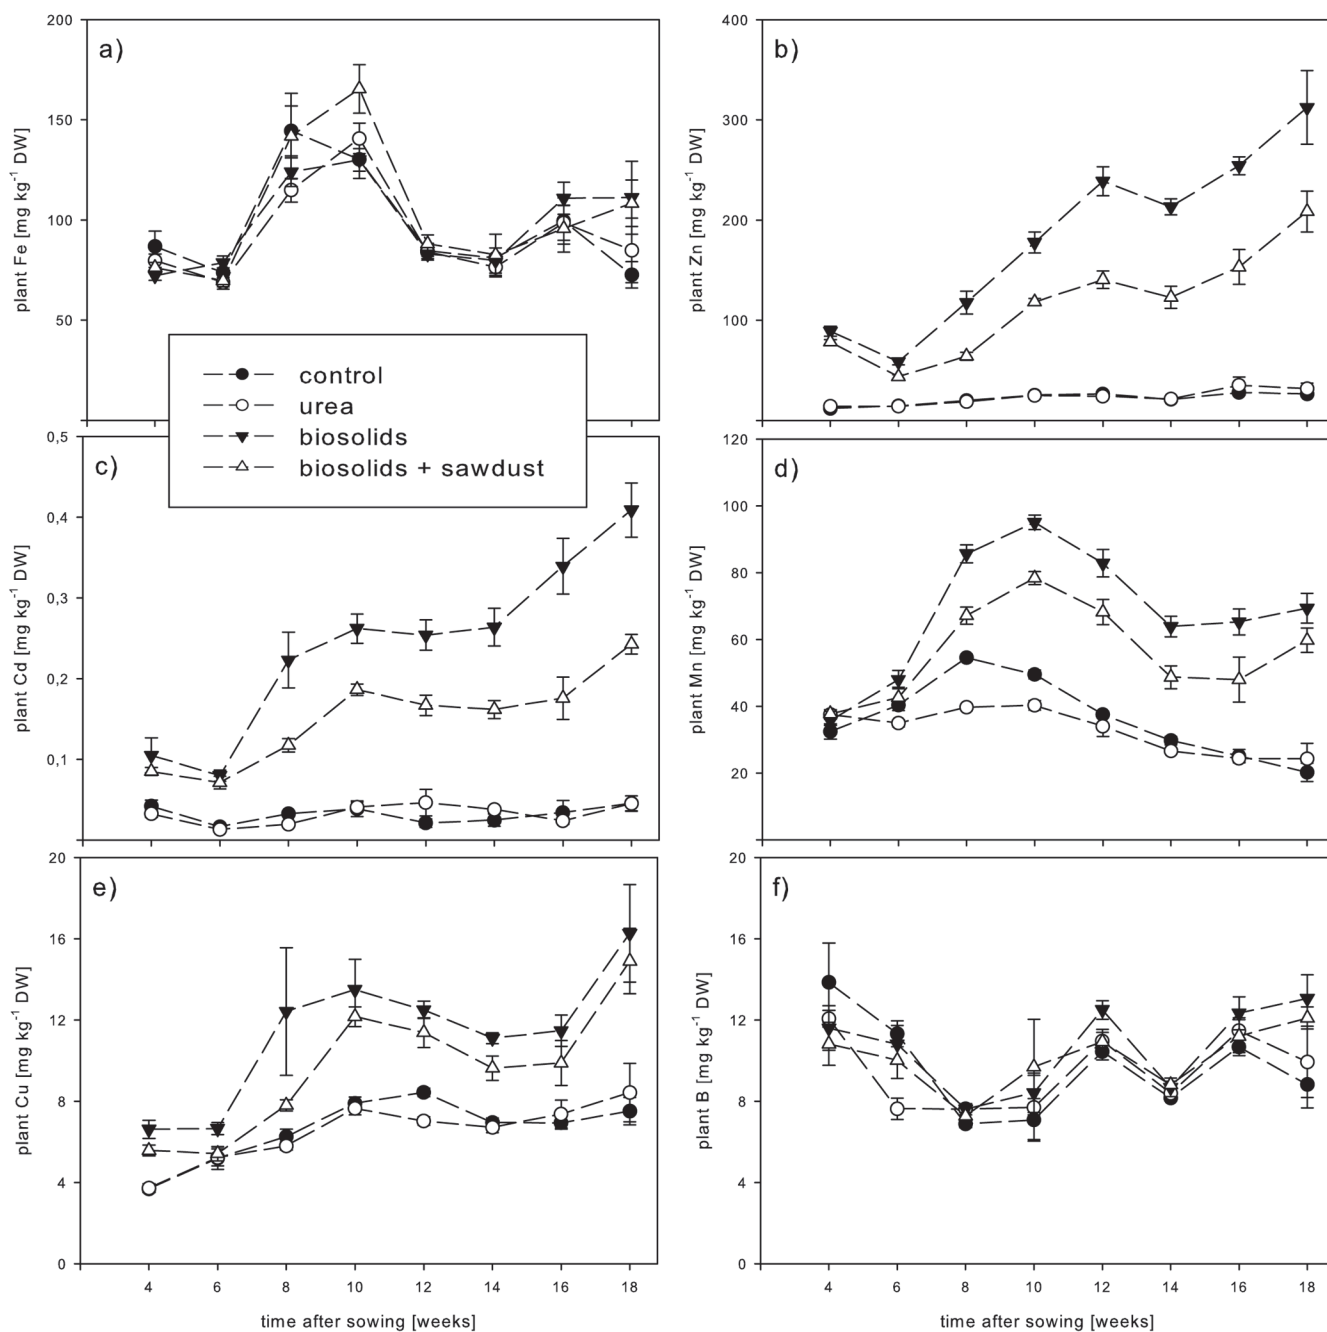 a)
200
150
100
50
plant Fe [mg kg-1 DW]
b)
400
300
200
100
plant Zn [mg kg-1 DW]
control
urea
biosolids
biosolids + sawdust
c)
0,5
0,4
0,3
0,2
0,1
plant Cd [mg kg-1 DW]
d)
120
100
80
60
40
20
plant Mn [mg kg-1 DW]
e)
20
16
12
8
4
0
plant Cu [mg kg-1 DW]
4 6 8 10 12 14 16 18
time after sowing [weeks]
f)
20
16
12
8
4
0
plant B [mg kg-1 DW]
4 6 8 10 12 14 16 18
time after sowing [weeks]